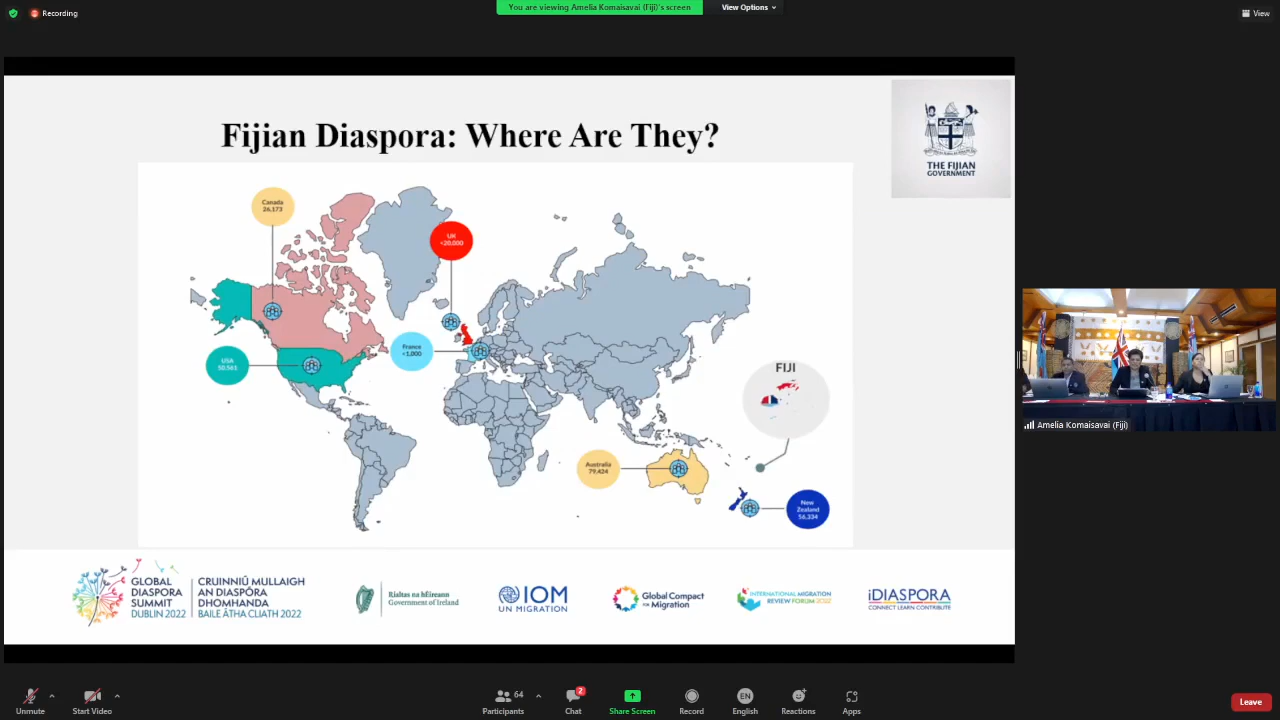 Recording
You are viewing Amelia Komaisavai (Fiji)'s screen
View Options
View
Fijian Diaspora: Where Are They?
THE FIJIAN
GOVERNMENT
Canada
26,173
UK
<20,000
France
<1,000
USA
50,561
FIJI
Australia
79,424
New
Zealand
56,334
Amelia Komaisavai (Fiji)
GLOBAL
DIASPORA
SUMMIT
DUBLIN 2022
CRUINNIÚ MULLAIGH
AN DIASPÓRA
DHOMHANDA
BAILE ÁTHA CLIATH 2022
Rialtas na hÉireann
Government of Ireland
IOM
UN MIGRATION
Global Compact
for Migration
INTERNATIONAL MIGRATION
REVIEW FORUM 2022
iDIASPORA
CONNECT LEARN CONTRIBUTE
Unmute
Start Video
64
Participants
2
Chat
Share Screen
Record
EN
English
Reactions
Apps
Leave